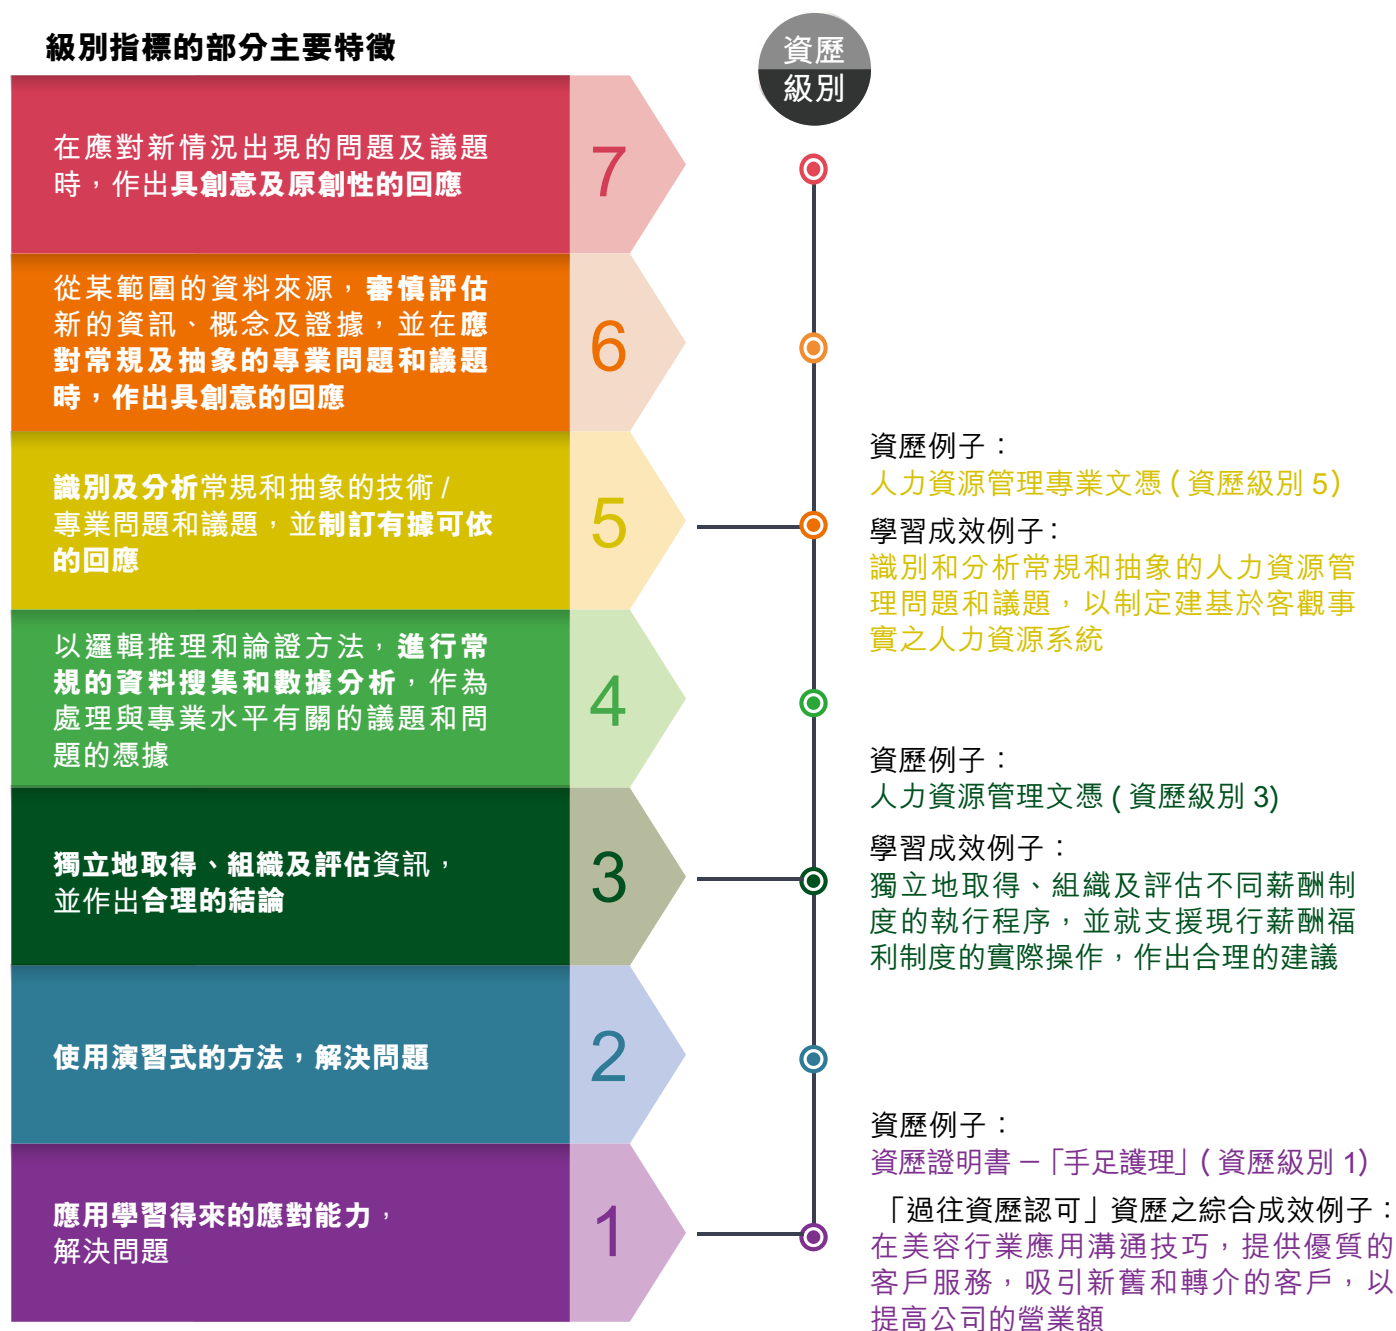 級別指標的部分主要特徵
資歷
級別
在應對新情況出現的問題及議題
時，作出具創意及原創性的回應
7
從某範圍的資料來源，審慎評估
新的資訊、概念及證據，並在應
對常規及抽象的專業問題和議題
時，作出具創意的回應
6
識別及分析常規和抽象的技術 /
專業問題和議題，並制訂有據可依
的回應
5
資歷例子：
人力資源管理專業文憑 ( 資歷級別 5)
學習成效例子：
識別和分析常規和抽象的人力資源管
理問題和議題，以制定建基於客觀事
實之人力資源系統
以邏輯推理和論證方法，進行常
規的資料搜集和數據分析，作為
處理與專業水平有關的議題和問
題的憑據
4
獨立地取得、組織及評估資訊，
並作出合理的結論
3
資歷例子：
人力資源管理文憑 ( 資歷級別 3)
學習成效例子：
獨立地取得、組織及評估不同薪酬制
度的執行程序，並就支援現行薪酬福
利制度的實際操作，作出合理的建議
使用演習式的方法，解決問題
2
應用學習得來的應對能力，
解決問題
1
資歷例子：
資歷證明書 –「手足護理」( 資歷級別 1)
「過往資歷認可」資歷之綜合成效例子：
在美容行業應用溝通技巧，提供優質的
客戶服務，吸引新舊和轉介的客戶，以
提高公司的營業額